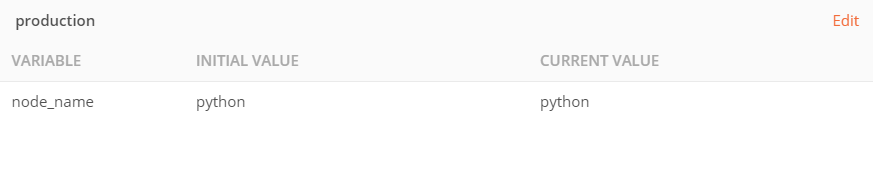 production Edit
VARIABLE INITIAL VALUE CURRENT VALUE
node_name python python